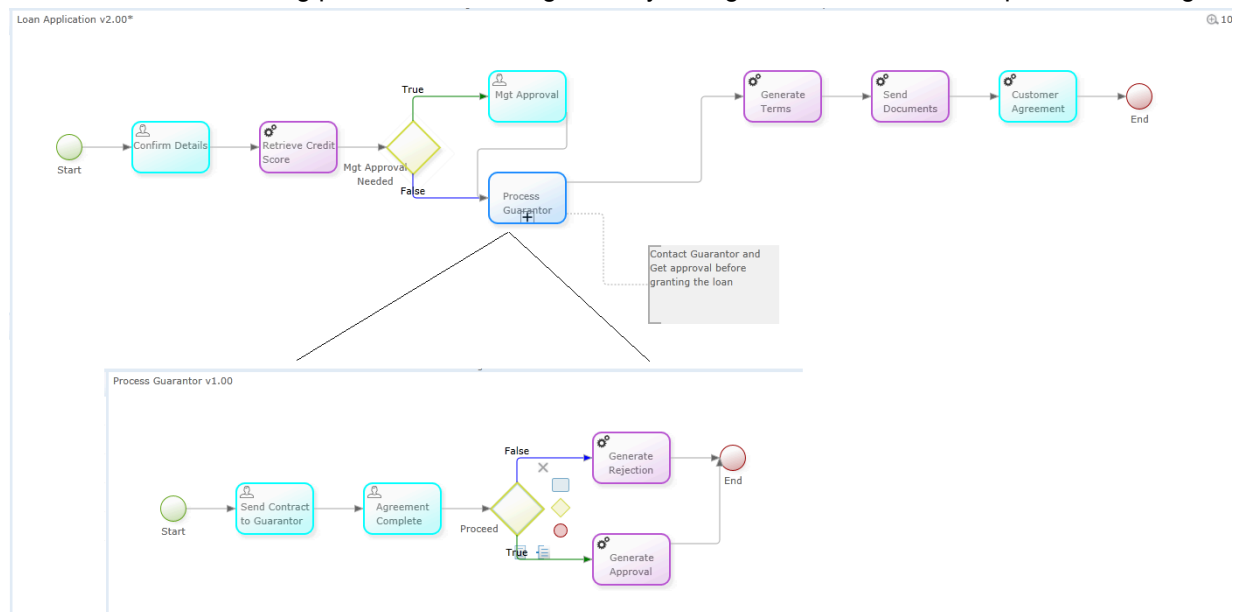 Loan Application v2.00*
10
True
Mgt Approval
Generate
Terms
Send
Documents
Customer
Agreement
End
Confirm Details
Retrieve Credit
Score
Start
Mgt Approval
Needed
False
Process
Guarantor
Contact Guarantor and
Get approval before
granting the loan
Process Guarantor v1.00
False
Generate
Rejection
End
Send Contract
to Guarantor
Agreement
Complete
Start
Proceed
True
Generate
Approval